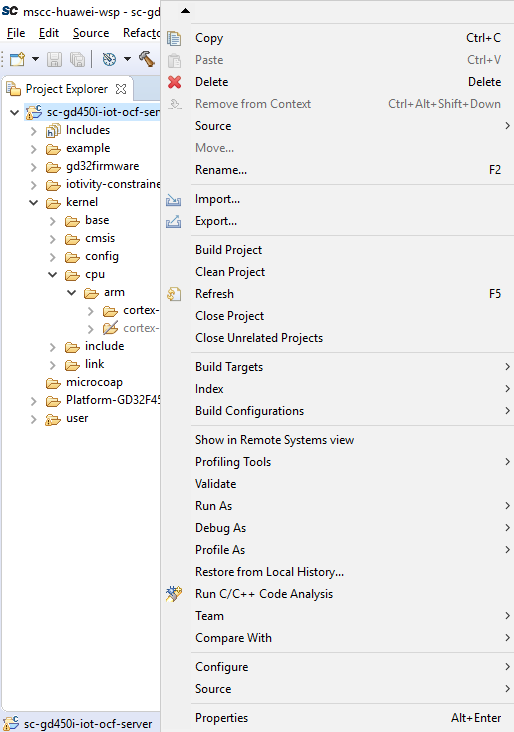 SC mscc-huawei-wsp - sc-gd
File Edit Source Refact
Project Explorer
sc-gd450i-iot-ocf-ser
Includes
example
gd32firmware
iotivity-constraine
kernel
base
cmsis
config
cpu
arm
cortex-
cortex-
include
link
microcoap
Platform-GD32F45
user
sc-gd450i-iot-ocf-server
Copy Ctrl+C
Paste Ctrl+V
Delete Delete
Remove from Context Ctrl+Alt+Shift+Down
Source
Move...
Rename... F2
Import...
Export...
Build Project
Clean Project
Refresh F5
Close Project
Close Unrelated Projects
Build Targets
Index
Build Configurations
Show in Remote Systems view
Profiling Tools
Validate
Run As
Debug As
Profile As
Restore from Local History...
Run C/C++ Code Analysis
Team
Compare With
Configure
Source
Properties Alt+Enter